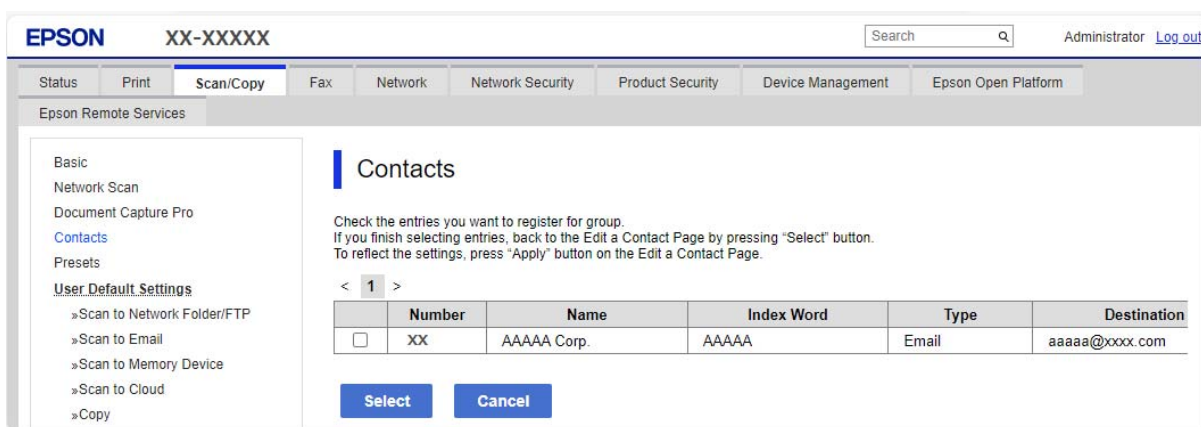 EPSON XX-XXXXX Search Administrator Log out
Status Print Scan/Copy Fax Network Network Security Product Security Device Management Epson Open Platform
Epson Remote Services
Basic
Network Scan
Document Capture Pro
Contacts
Presets
User Default Settings
»Scan to Network Folder/FTP
»Scan to Email
»Scan to Memory Device
»Scan to Cloud
»Copy
Contacts
Check the entries you want to register for group.
If you finish selecting entries, back to the Edit a Contact Page by pressing “Select” button.
To reflect the settings, press “Apply” button on the Edit a Contact Page.
< 1 >
Number Name Index Word Type Destination
XX AAAAA Corp. AAAAA Email aaaaa@xxxx.com
Select Cancel